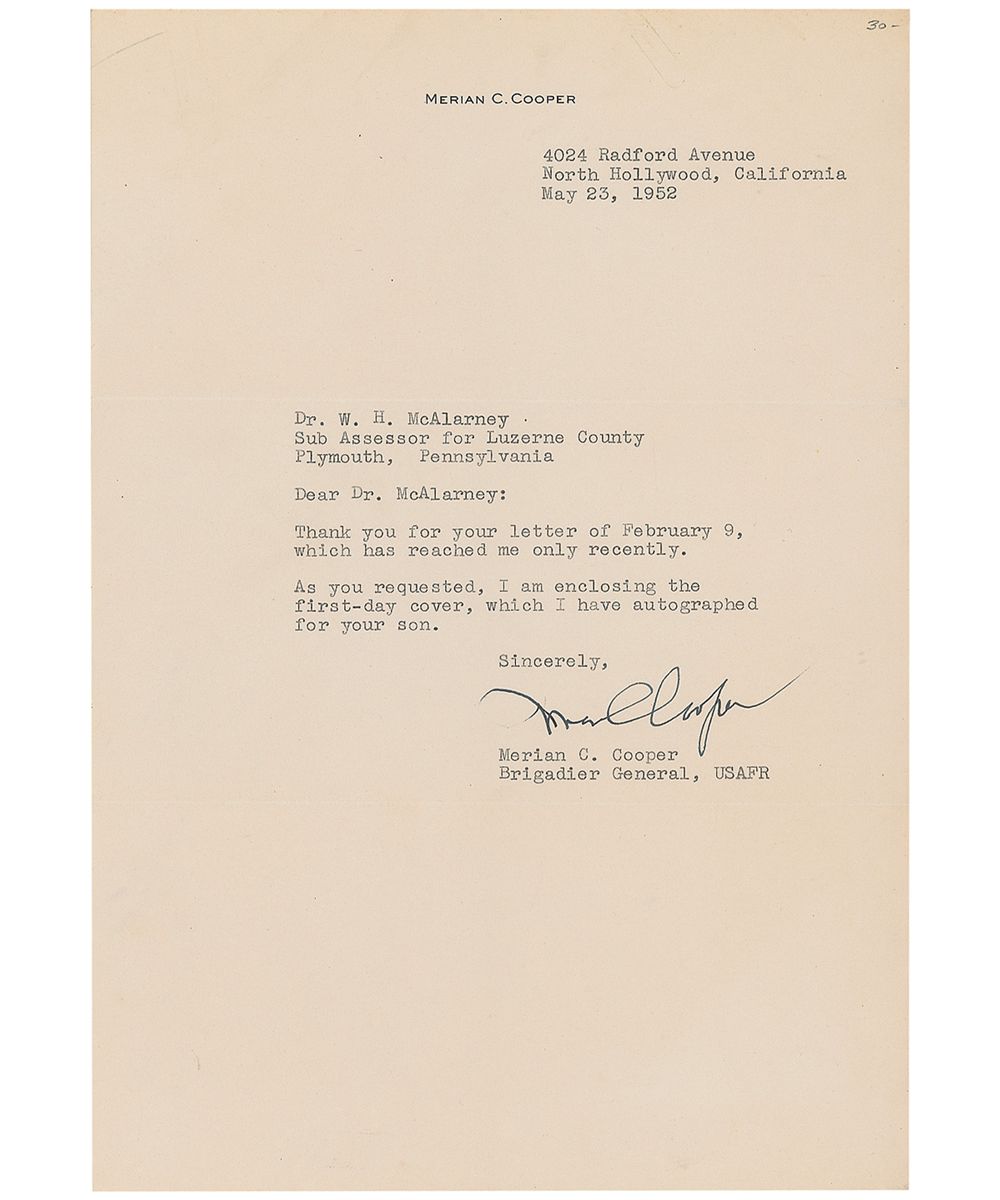 30-
MERIAN C. COOPER
4024 Radford Avenue
North Hollywood, California
May 23, 1952
Dr. W. H. McAlarney
Sub Assessor for Luzerne County
Plymouth, Pennsylvania
Dear Dr. McAlarney:
Thank you for your letter of February 9,
which has reached me only recently.
As you requested, I am enclosing the
first-day cover, which I have autographed
for your son.
Sincerely,
Merian C Cooper
Merian C. Cooper
Brigadier General, USAFR